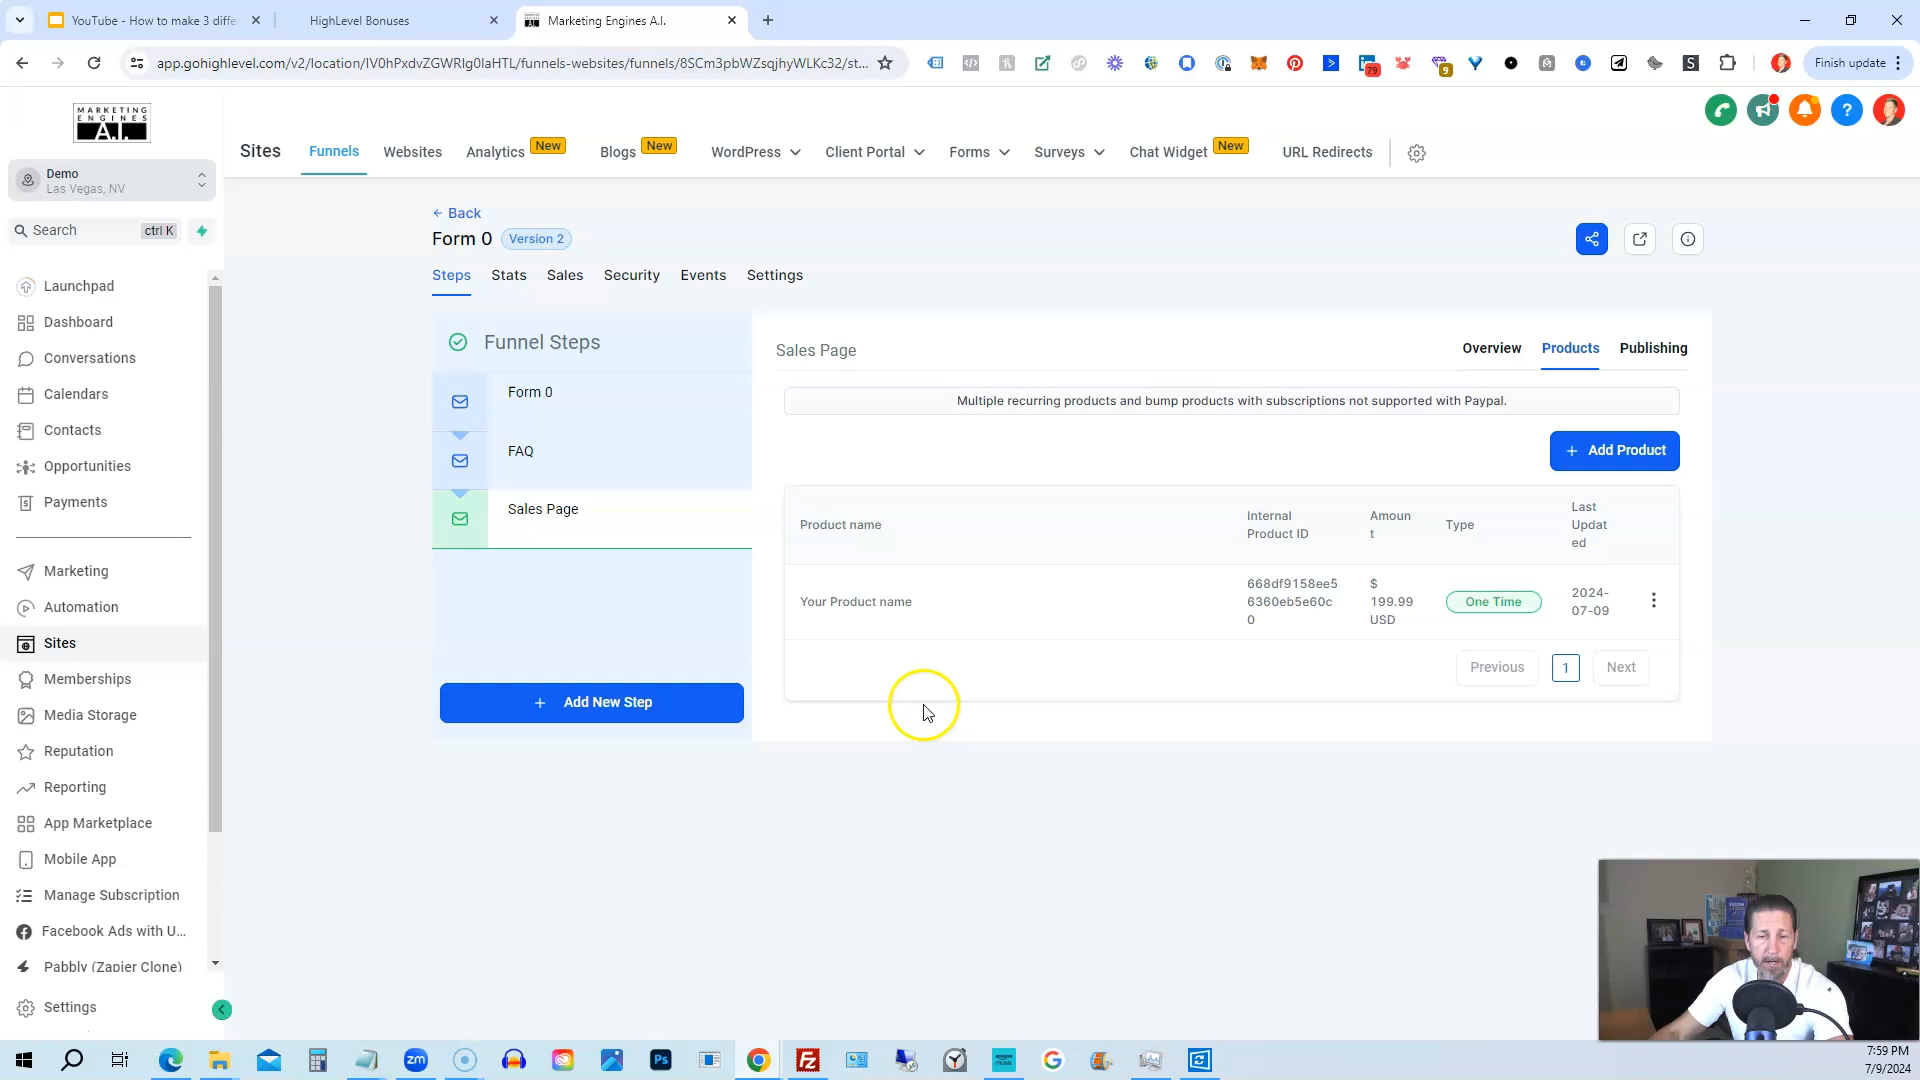 YouTube - How to make 3 diffe
HighLevel Bonuses
Marketing Engines A.I.
app.gohighlevel.com/v2/location/IV0hPxdvZGWRIg0IaHTL/funnels-websites/funnels/8SCm3pbWZsqjhyWLKc32/st...
79
9
Finish update
MARKETING
ENGINES
A.I.
Demo
Las Vegas, NV
Search
ctrl K
Launchpad
Dashboard
Conversations
Calendars
Contacts
Opportunities
Payments
Marketing
Automation
Sites
Memberships
Media Storage
Reputation
Reporting
App Marketplace
Mobile App
Manage Subscription
Facebook Ads with U...
Pabbly (Zapier Clone)
Settings
Sites
Funnels
Websites
Analytics
New
Blogs
New
WordPress
Client Portal
Forms
Surveys
Chat Widget
New
URL Redirects
Back
Form 0
Version 2
Steps
Stats
Sales
Security
Events
Settings
Funnel Steps
Form 0
FAQ
Sales Page
+ Add New Step
Sales Page
Overview
Products
Publishing
Multiple recurring products and bump products with subscriptions not supported with Paypal.
+ Add Product
Product name
Internal
Product ID
Amoun
t
Type
Last
Updat
ed
Your Product name
668df9158ee5
6360eb5e60c
0
$
199.99
USD
One Time
2024-
07-09
Previous
1
Next
zm
Ps
7:59 PM
7/9/2024